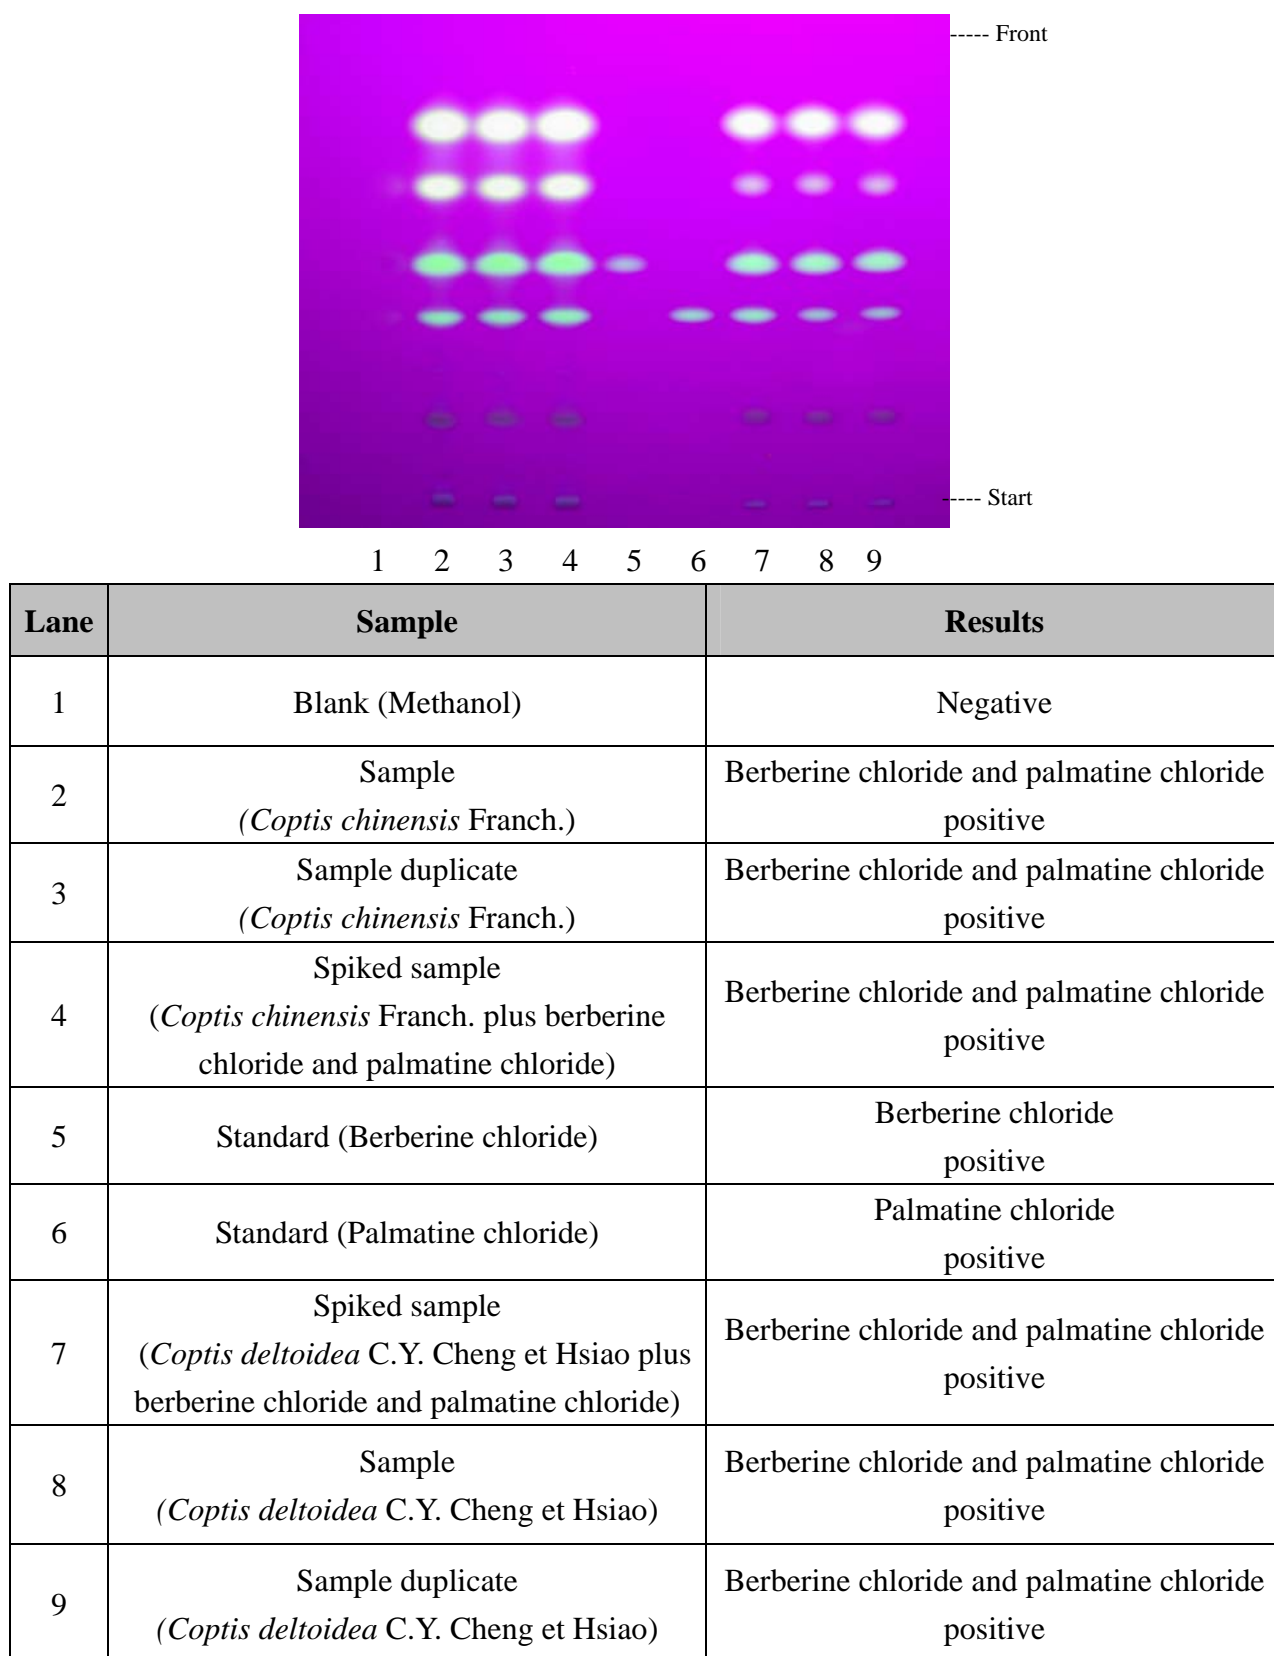 ----- Front
----- Start
1 2 3 4 5 6 7 8 9
Lane Sample Results
1 Blank (Methanol) Negative
2 Sample
(Coptis chinensis Franch.)
Berberine chloride and palmatine chloride
positive
3 Sample duplicate
(Coptis chinensis Franch.)
Berberine chloride and palmatine chloride
positive
4 Spiked sample
(Coptis chinensis Franch. plus berberine
chloride and palmatine chloride)
Berberine chloride and palmatine chloride
positive
5 Standard (Berberine chloride)
Berberine chloride
positive
6 Standard (Palmatine chloride)
Palmatine chloride
positive
7 Spiked sample
(Coptis deltoidea C.Y. Cheng et Hsiao plus
berberine chloride and palmatine chloride)
Berberine chloride and palmatine chloride
positive
8 Sample
(Coptis deltoidea C.Y. Cheng et Hsiao)
Berberine chloride and palmatine chloride
positive
9 Sample duplicate
(Coptis deltoidea C.Y. Cheng et Hsiao)
Berberine chloride and palmatine chloride
positive